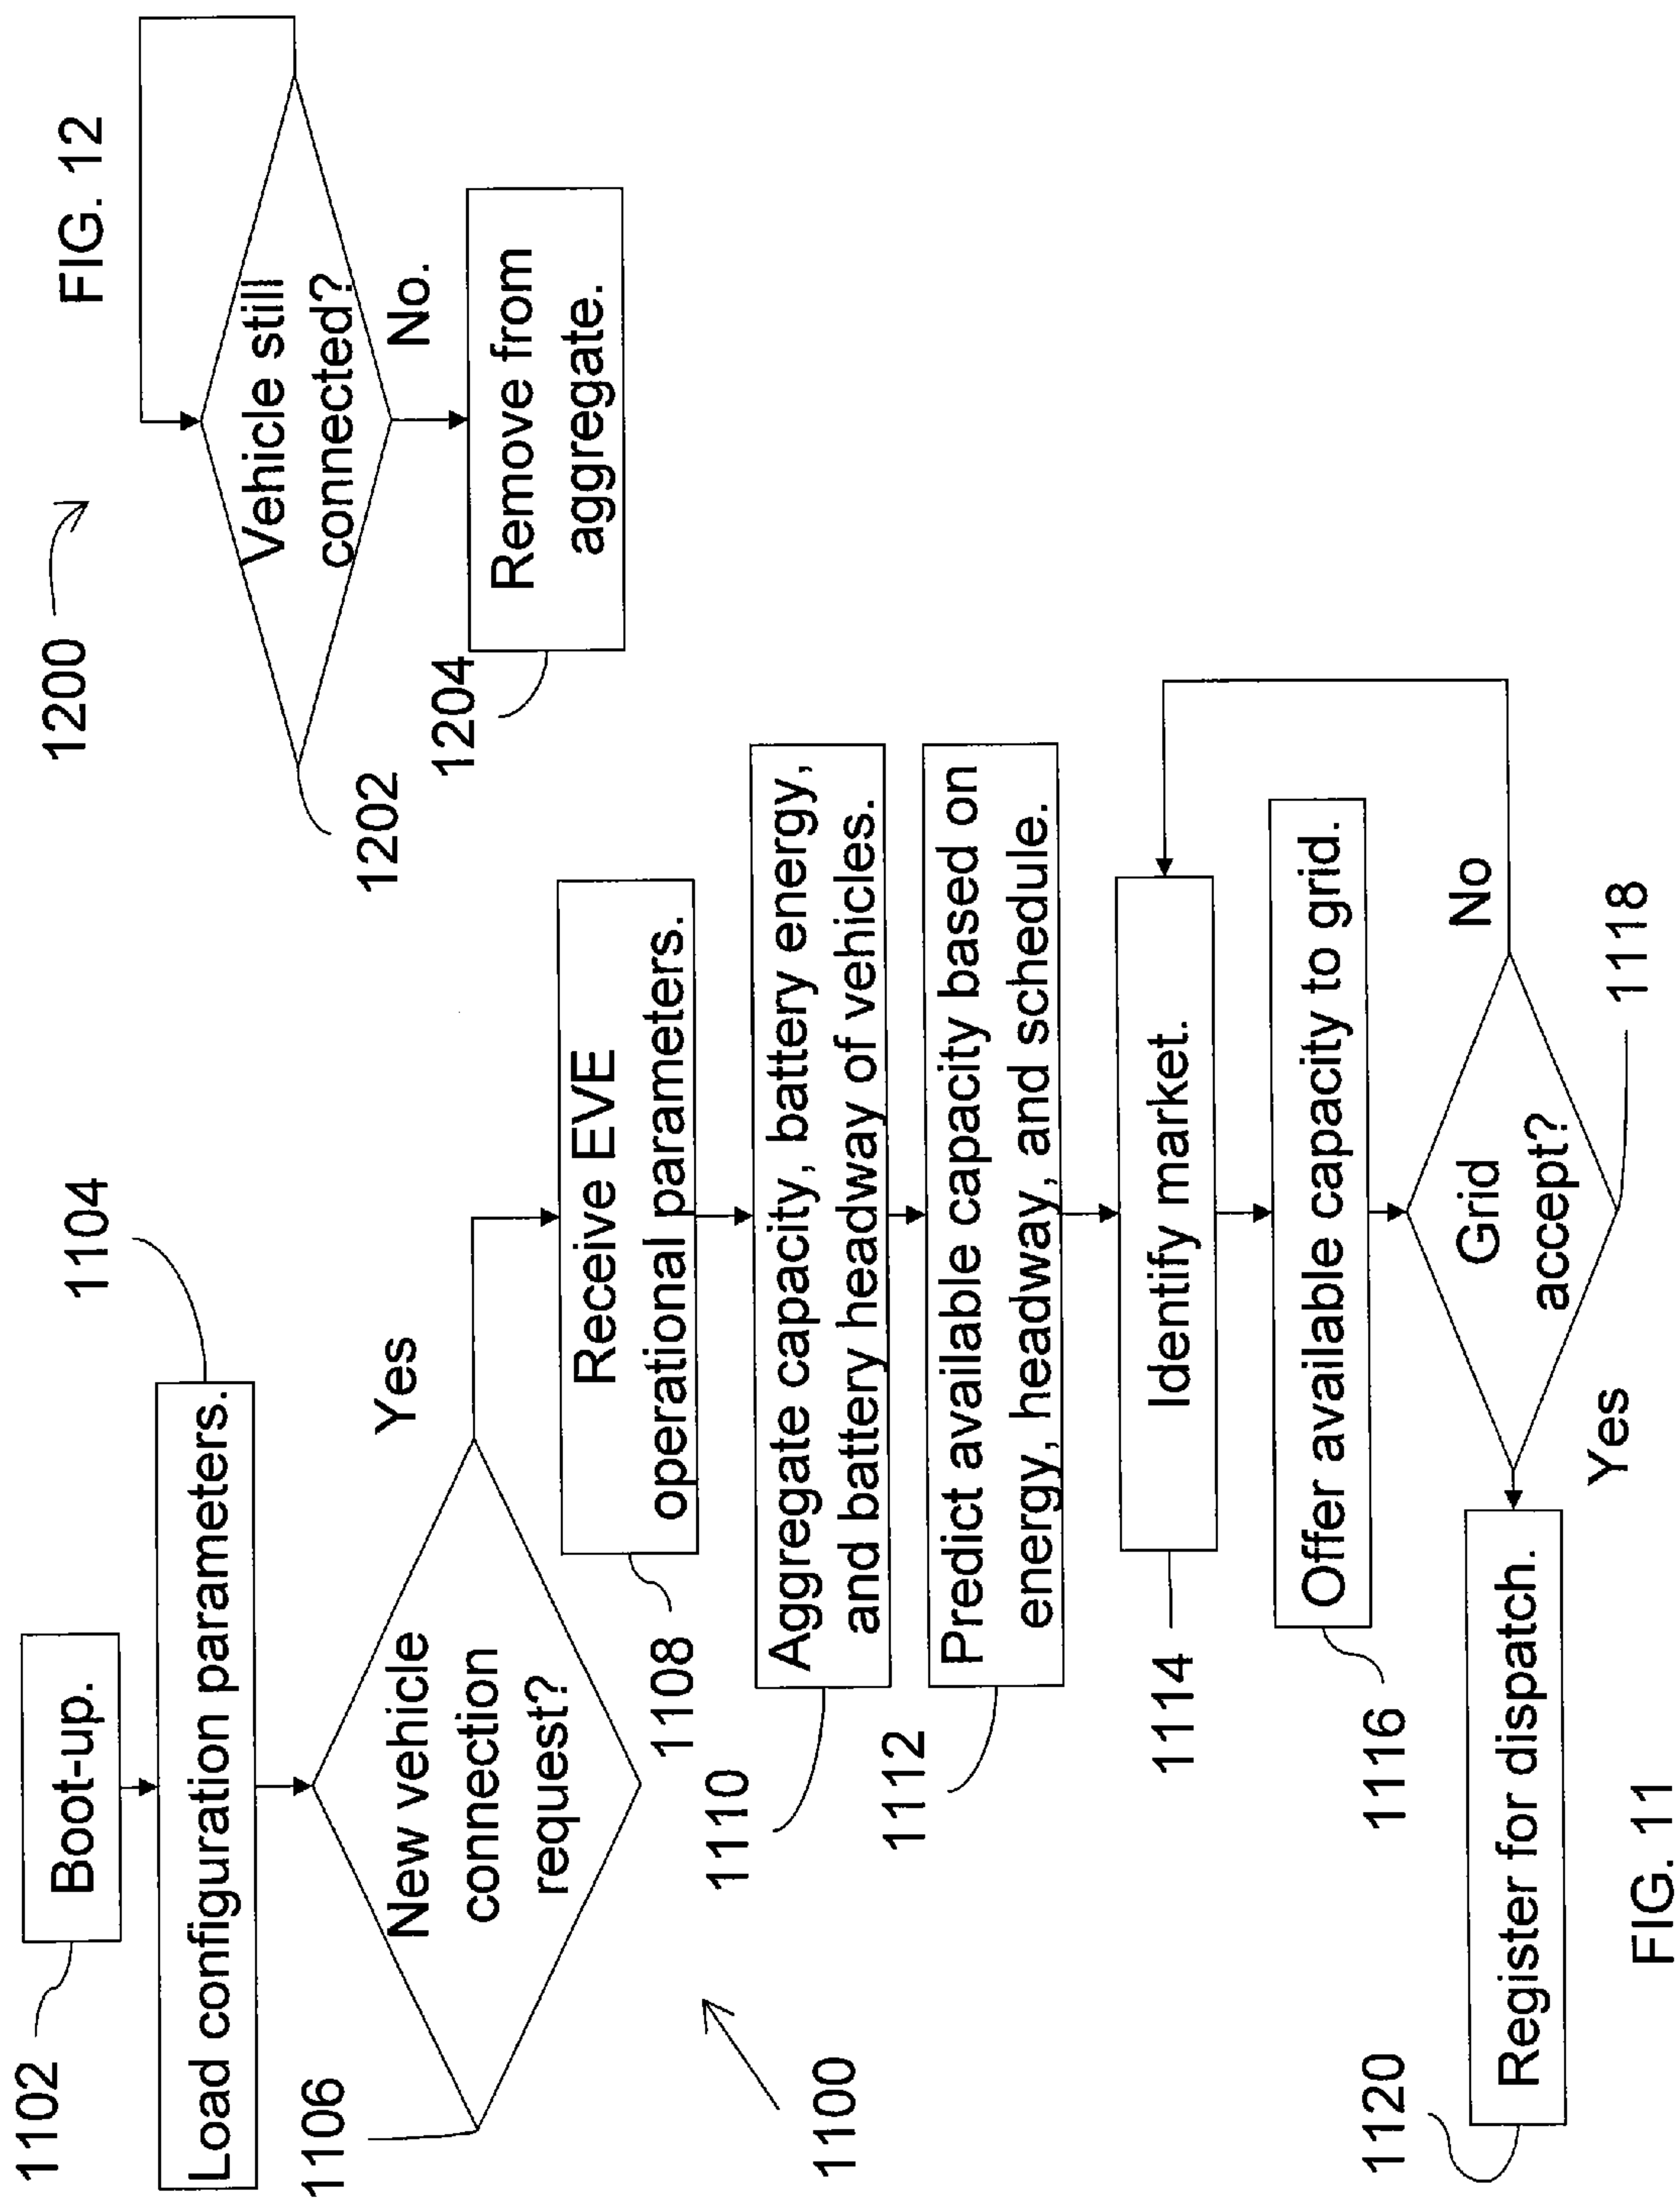 1102
Boot-up.
1104
Load configuration parameters.
1106
New vehicle
connection
request?
Yes
1100
1108
Receive EVE
operational parameters.
1110
Aggregate capacity, battery energy,
and battery headway of vehicles.
1112
Predict available capacity based on
energy, headway, and schedule.
1114
Identify market.
1116
Offer available capacity to grid.
Grid
accept?
No
1118
Yes
1120
Register for dispatch.
FIG. 11
1200
FIG. 12
Vehicle still
connected?
1202
No.
1204
Remove from
aggregate.